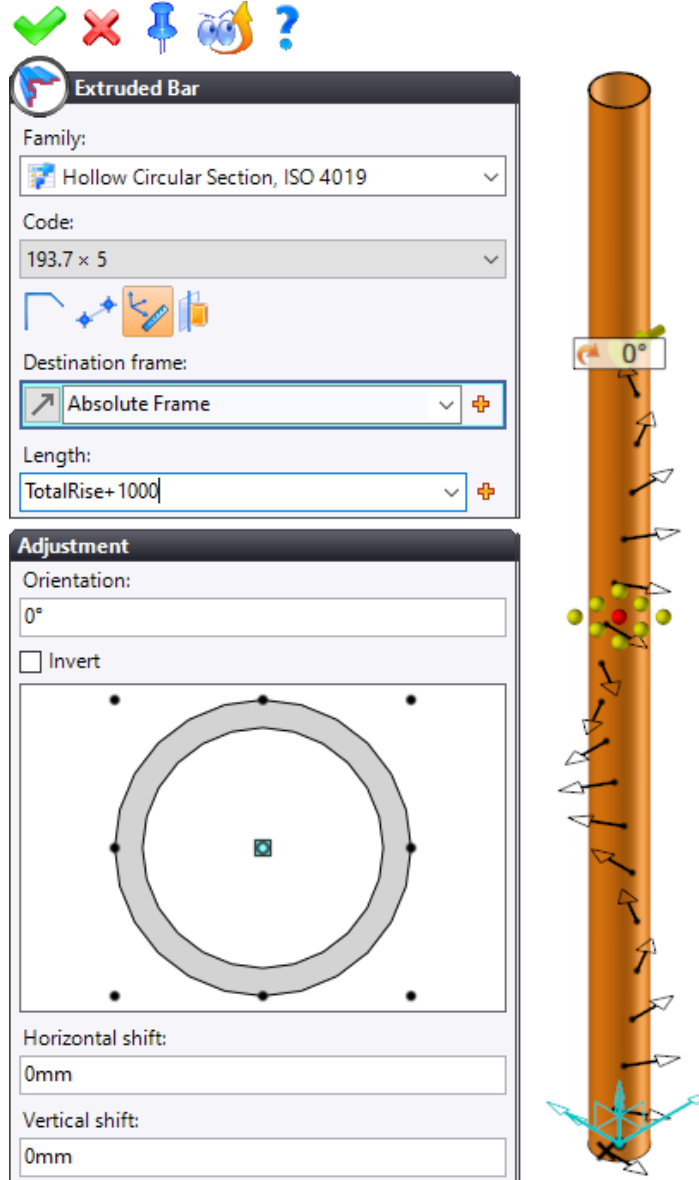 Extruded Bar
Family:
Hollow Circular Section, ISO 4019
Code:
193.7 × 5
Destination frame:
Absolute Frame
Length:
TotalRise+1000
0°
Adjustment
Orientation:
0°
Invert
Horizontal shift:
0mm
Vertical shift:
0mm